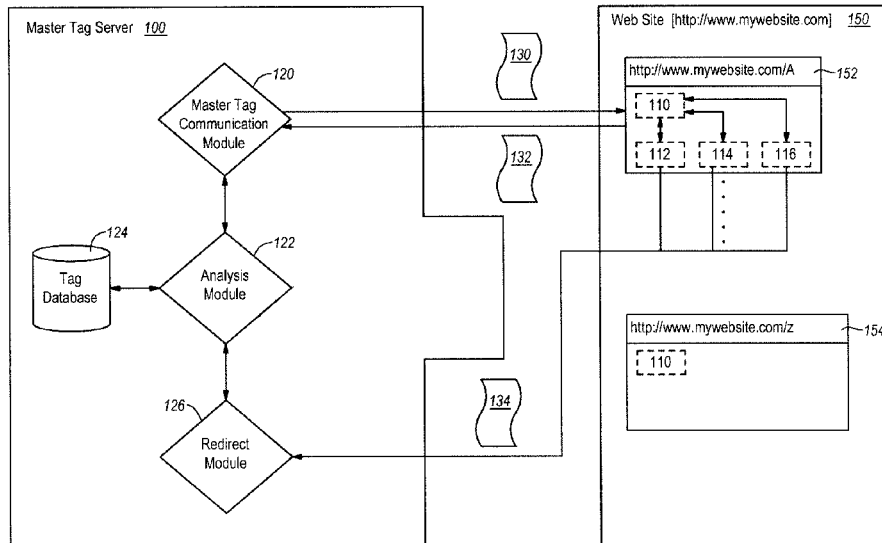 Master Tag Server 100
120
Master Tag
Communication
Module
124
Tag
Database
122
Analysis
Module
126
Redirect
Module
130
132
134
Web Site [http://www.mywebsite.com] 150
http://www.mywebsite.com/A
152
110
112
114
116
http://www.mywebsite.com/z
154
110